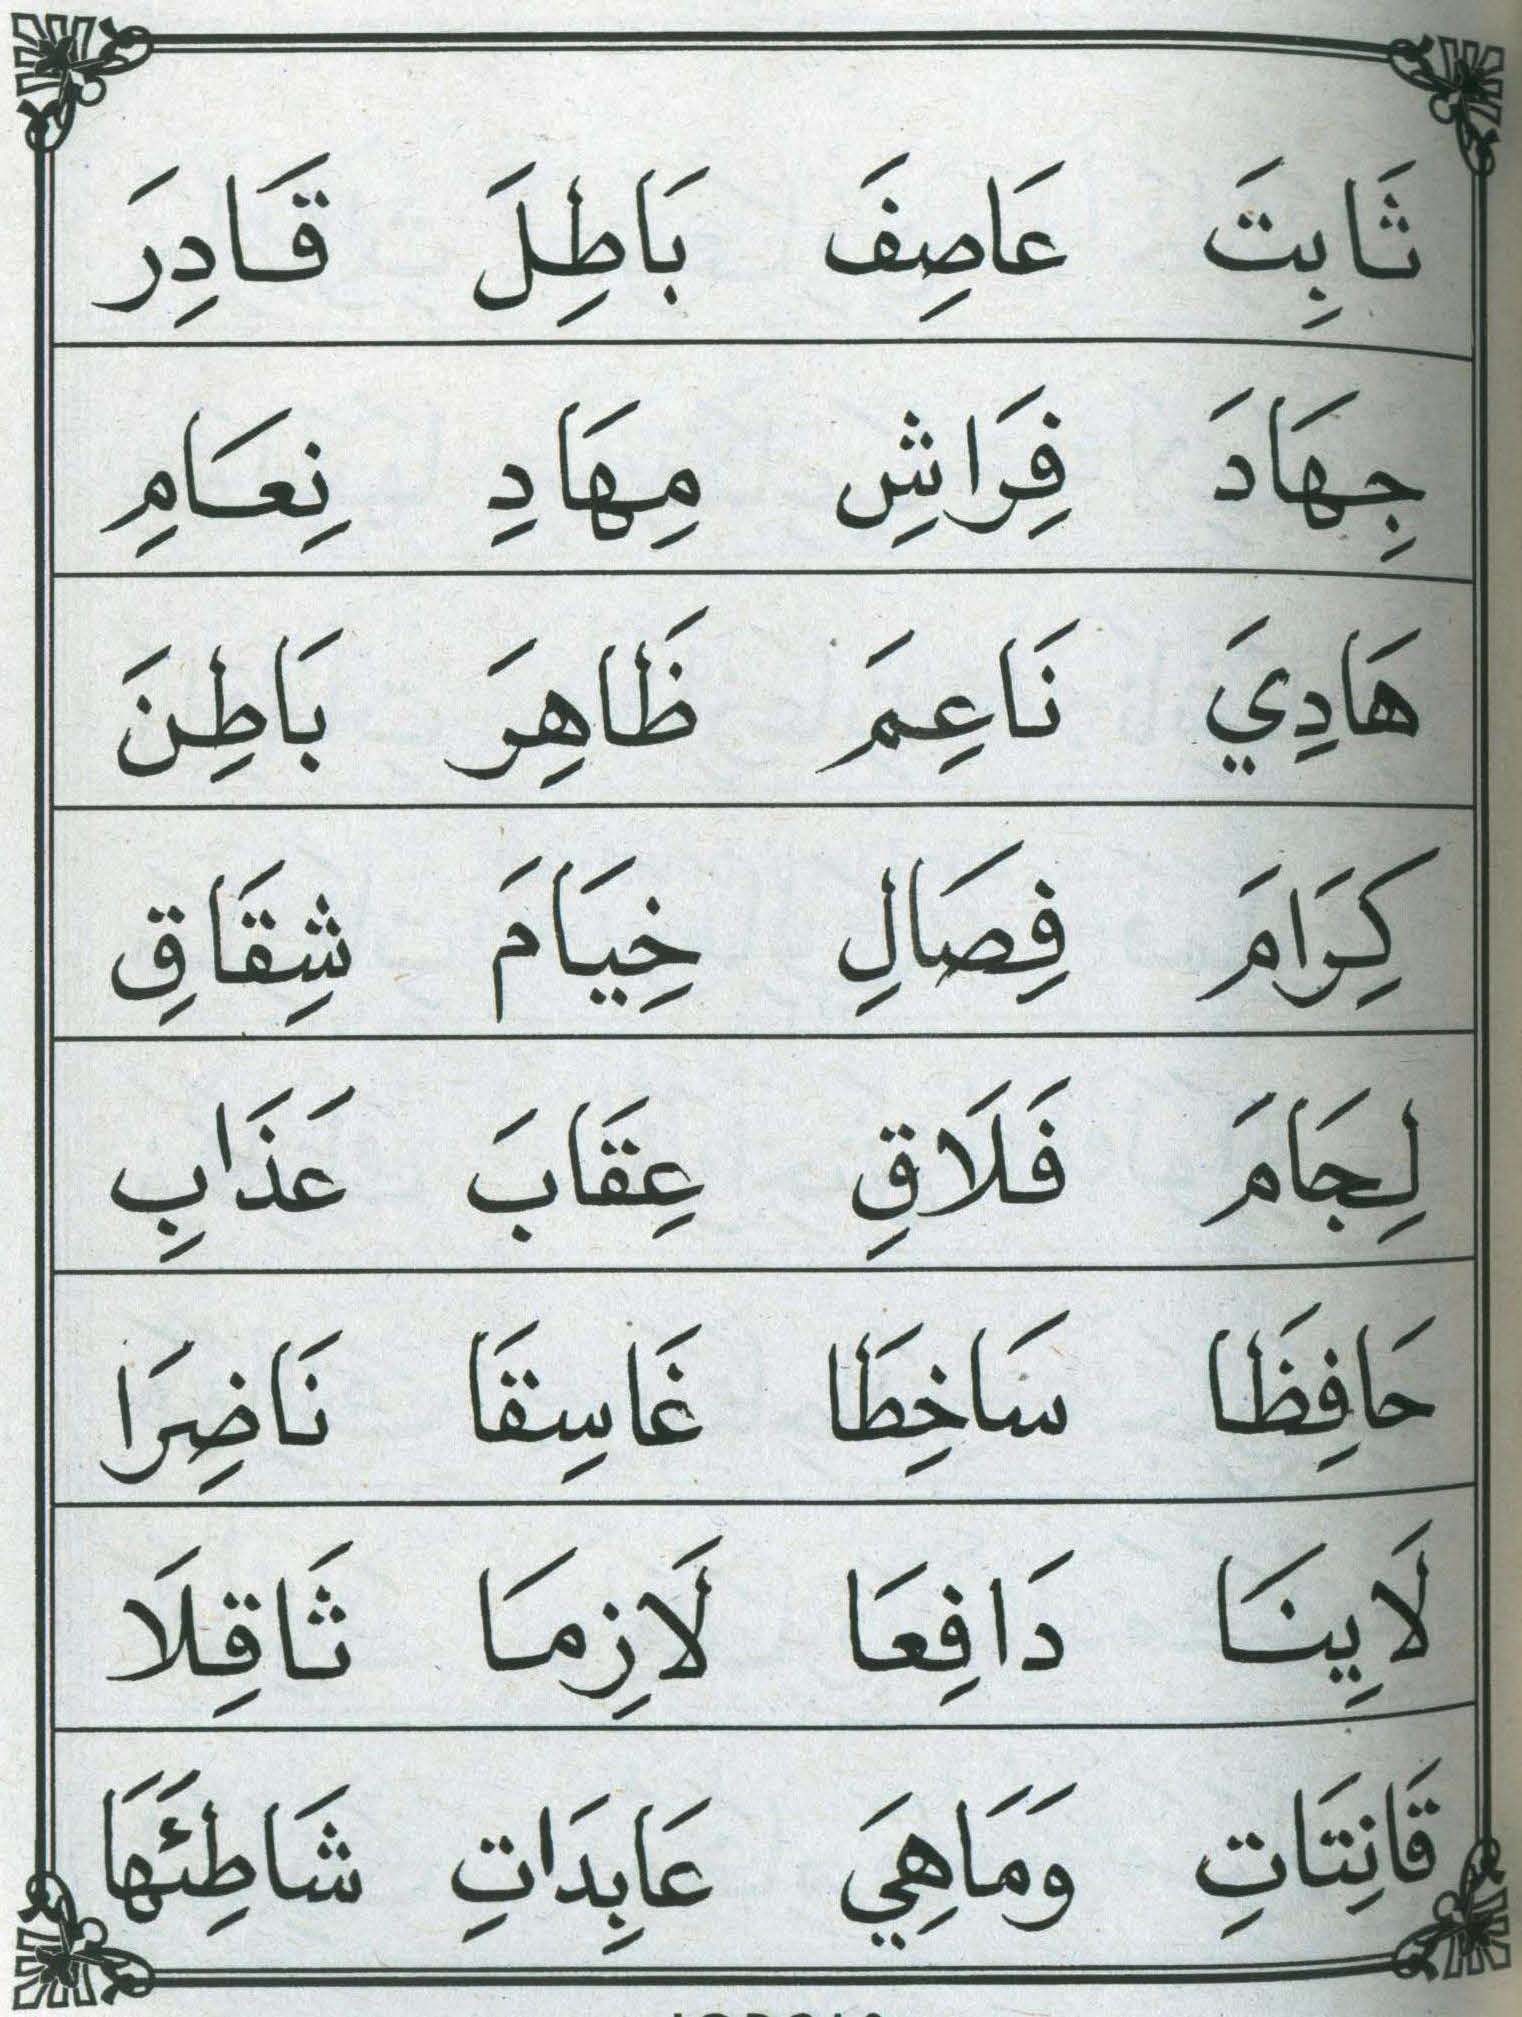 ثَابِتَ عَاصِفَ بَاطِلَ قَادِرَ
جِهَادَ فِرَاشِ مِهَادِ نِعَامِ
هَادِيَ نَاعِمَ ظَاهِرَ بَاطِنَ
كِرَامَ فِصَالِ خِيَامَ شِقَاقِ
لِجَامَ فَلَاقِ عِقَابَ عَذَابِ
حَافِظَا سَاخِطَا غَاسِقَا نَاضِرَا
لَايِنَا دَافِعَا لَازِمَا ثَاقِلَا
قَانِتَاتِ وَمَاهِيَ عَابِدَاتِ شَاطِئَهَا